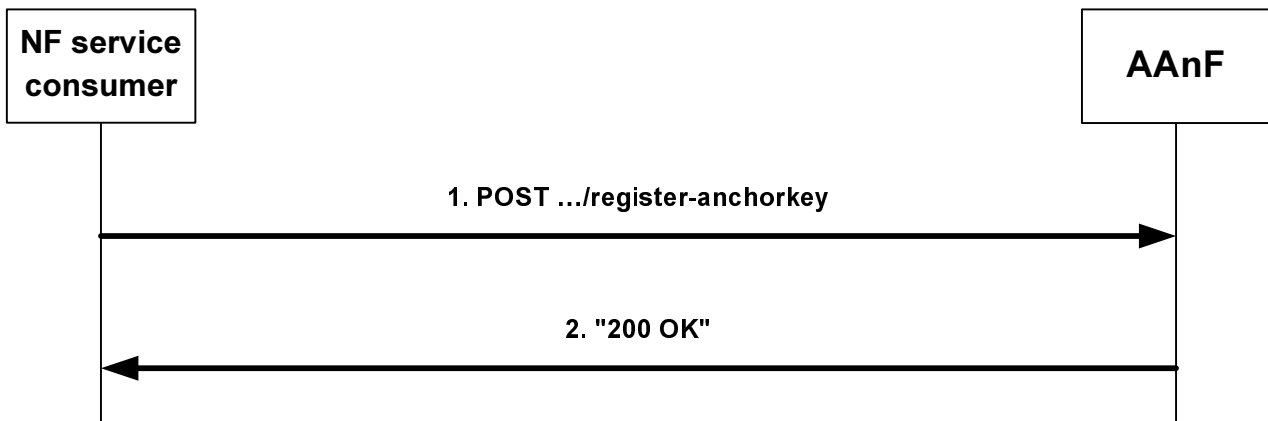 NF service
consumer
AAnF
1. POST …/register-anchorkey
2. "200 OK"